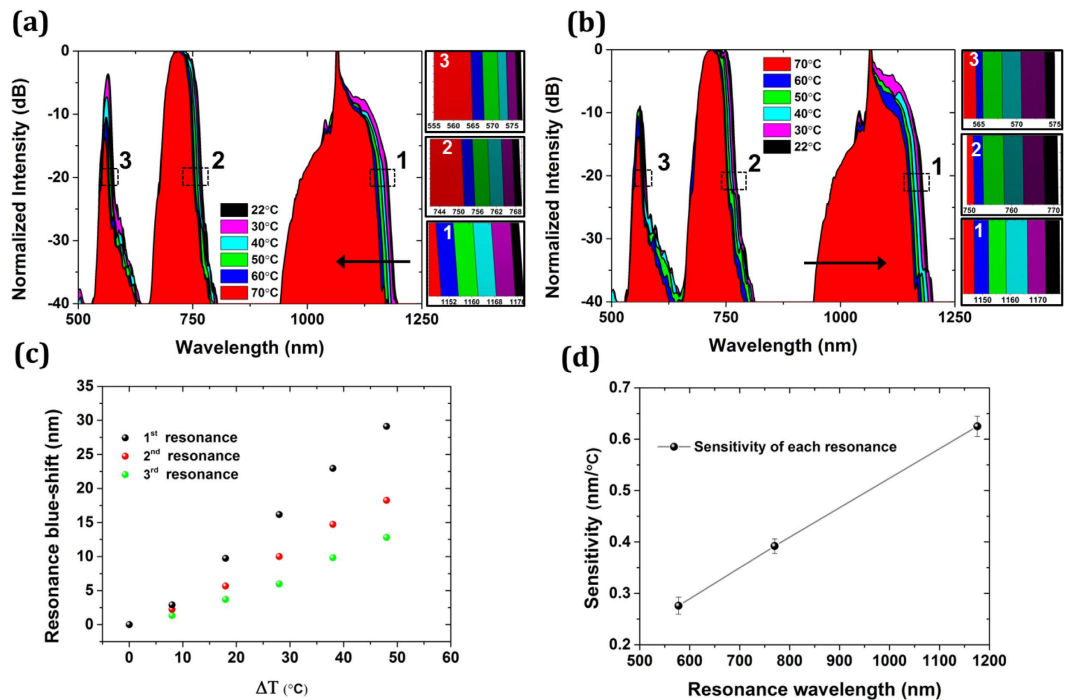 (a)
Normalized Intensity (dB)
0
-10
-20
-30
-40
500
750
1000
1250
Wavelength (nm)
3
2
1
22°C
30°C
40°C
50°C
60°C
70°C
3
555 560 565 570 575
2
744 750 756 762 768
1
1152 1160 1168 1176
(b)
Normalized Intensity (dB)
0
-10
-20
-30
-40
500
750
1000
1250
Wavelength (nm)
3
2
1
70°C
60°C
50°C
40°C
30°C
22°C
3
565 570 575
2
750 760 770
1
1150 1160 1170
(c)
Resonance blue-shift (nm)
35
30
25
20
15
10
5
0
0 10 20 30 40 50 60
ΔT (°C)
1st resonance
2nd resonance
3rd resonance
(d)
Sensitivity (nm/°C)
0.7
0.6
0.5
0.4
0.3
0.2
500 600 700 800 900 1000 1100 1200
Resonance wavelength (nm)
Sensitivity of each resonance